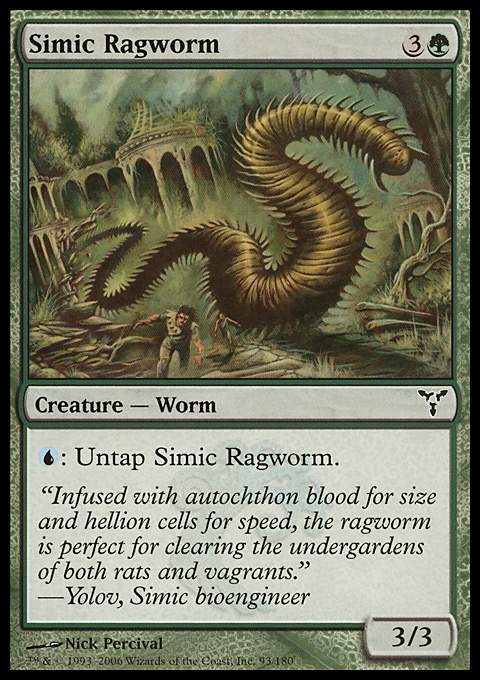 Simic Ragworm 3
Creature — Worm
: Untap Simic Ragworm.
“Infused with autochthon blood for size
and hellion cells for speed, the ragworm
is perfect for clearing the undergardens
of both rats and vagrants.”
—Yolov, Simic bioengineer
3/3
Nick Percival
™ & © 1993–2006 Wizards of the Coast, Inc. 93/180